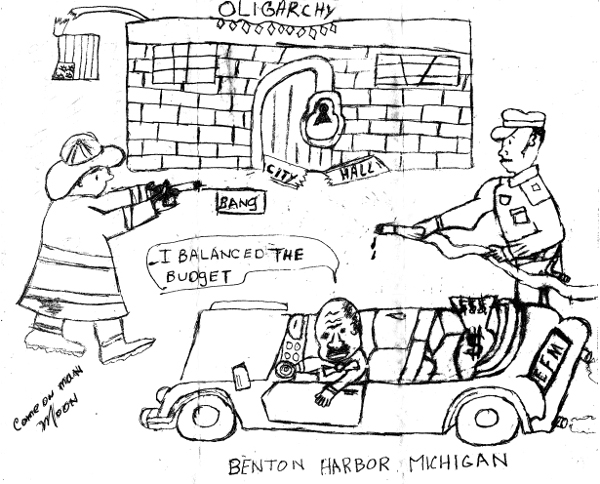 OLIGARCHY
CITY HALL
BANG
I BALANCED THE
BUDGET
EFM
COME ON MAN
MOON
BENTON HARBOR MICHIGAN